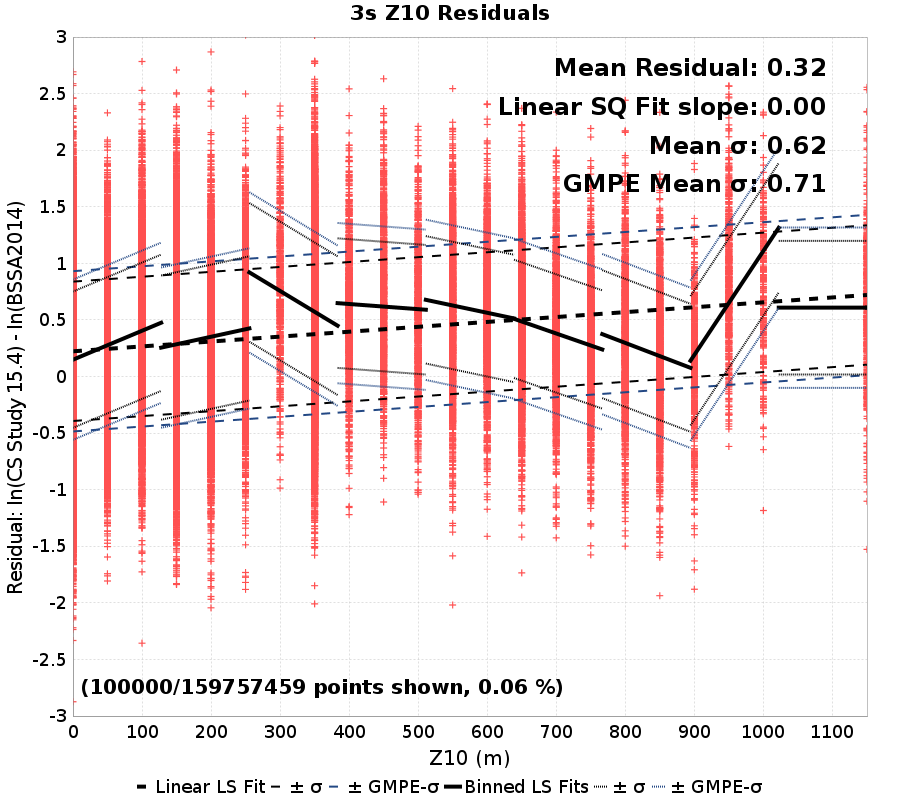 3s Z10 Residuals
Mean Residual: 0.32
Linear SQ Fit slope: 0.00
Mean σ: 0.62
GMPE Mean σ: 0.71
Residual: ln(CS Study 15.4) - ln(BSSA2014)
3
2.5
2
1.5
1
0.5
0
-0.5
-1
-1.5
-2
-2.5
-3
(100000/159757459 points shown, 0.06 %)
0 100 200 300 400 500 600 700 800 900 1000 1100
Z10 (m)
Linear LS Fit ± σ ± GMPE-σ Binned LS Fits ± σ ± GMPE-σ